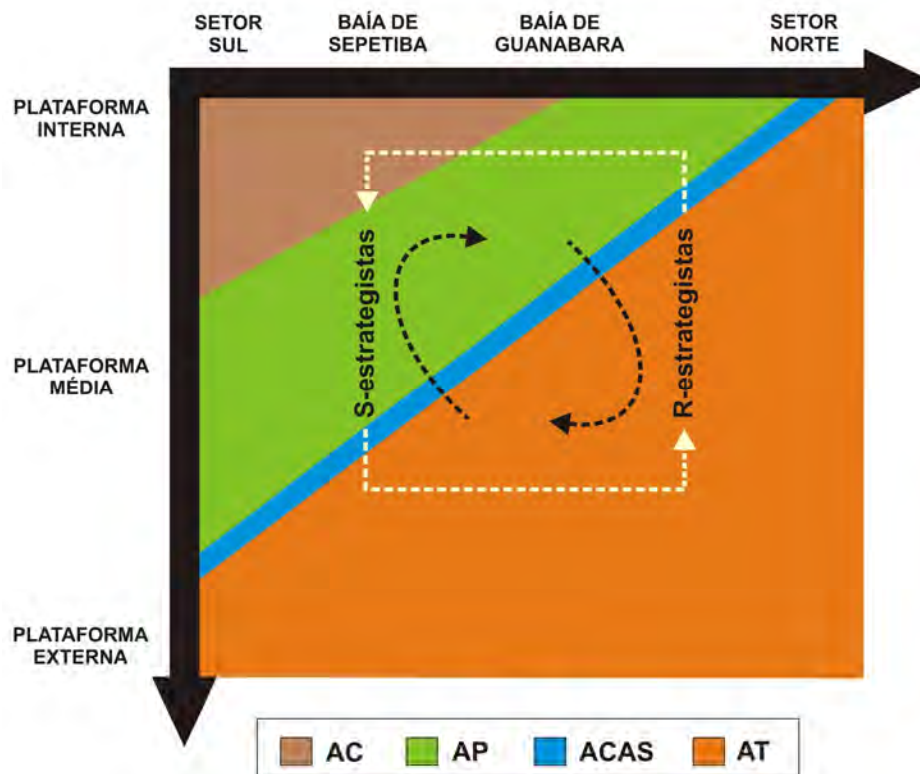 SETOR
SUL
BAÍA DE
SEPETIBA
BAÍA DE
GUANABARA
SETOR
NORTE
PLATAFORMA
INTERNA
PLATAFORMA
MÉDIA
PLATAFORMA
EXTERNA
S-estrategistas
R-estrategistas
AC
AP
ACAS
AT